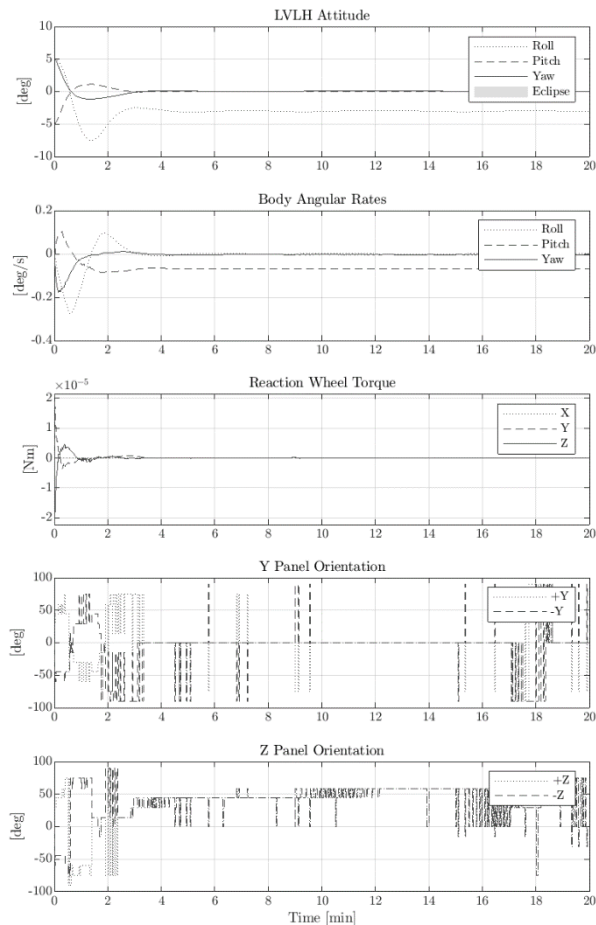 LVLH Attitude
10
5
0
-5
-10
[deg]
Roll
Pitch
Yaw
Eclipse
0 2 4 6 8 10 12 14 16 18 20
Body Angular Rates
0.2
0
-0.2
-0.4
[deg/s]
Roll
Pitch
Yaw
0 2 4 6 8 10 12 14 16 18 20
Reaction Wheel Torque
×10⁻⁵
2
1
0
-1
-2
[Nm]
X
Y
Z
0 2 4 6 8 10 12 14 16 18 20
Y Panel Orientation
100
50
0
-50
-100
[deg]
+Y
-Y
0 2 4 6 8 10 12 14 16 18 20
Z Panel Orientation
100
50
0
-50
-100
[deg]
+Z
-Z
0 2 4 6 8 10 12 14 16 18 20
Time [min]